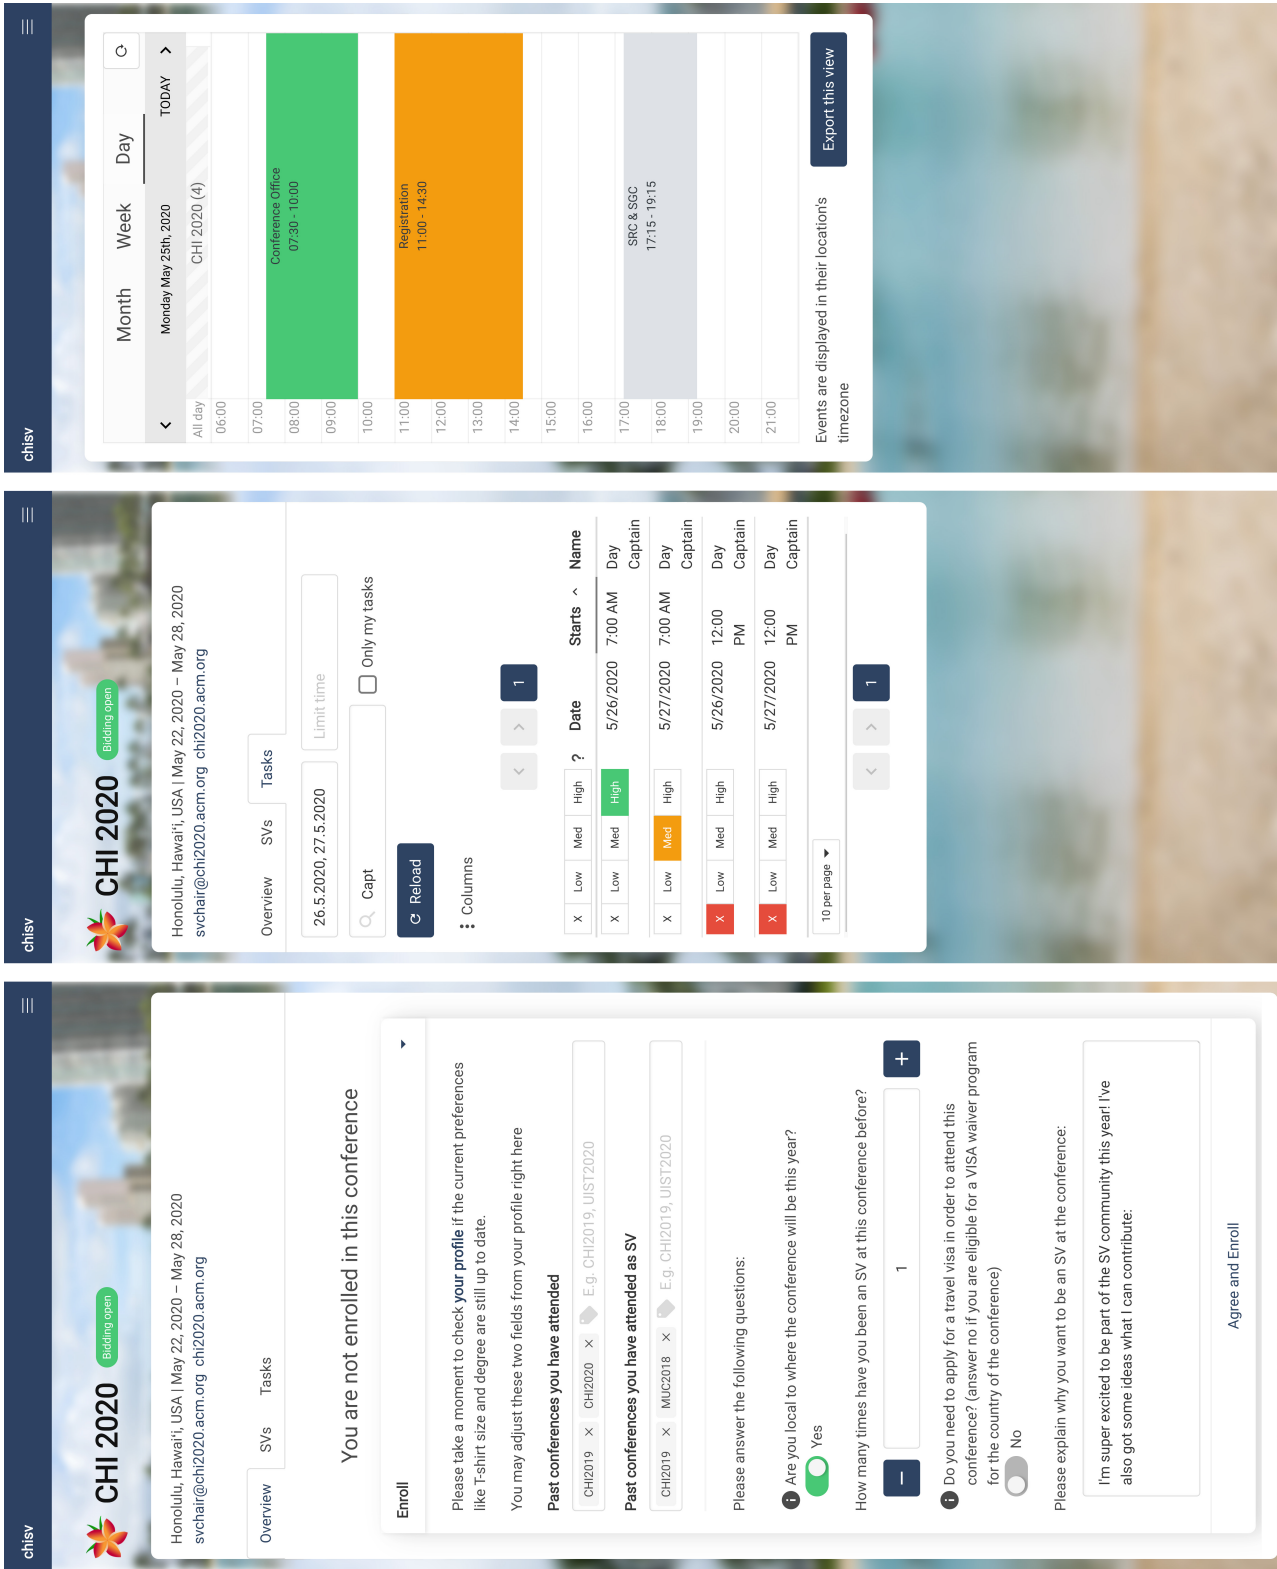 chisv
CHI 2020 Bidding open
Honolulu, Hawai'i, USA | May 22, 2020 – May 28, 2020
svchair@chi2020.acm.org chi2020.acm.org
Overview SVs Tasks
You are not enrolled in this conference
Enroll
Please take a moment to check your profile if the current preferences
like T-shirt size and degree are still up to date.
You may adjust these two fields from your profile right here
Past conferences you have attended
CHI2019 × CHI2020 × E.g. CHI2019, UIST2020
Past conferences you have attended as SV
CHI2019 × MUC2018 × E.g. CHI2019, UIST2020
Please answer the following questions:
i Are you local to where the conference will be this year?
Yes
How many times have you been an SV at this conference before?
− 1 +
i Do you need to apply for a travel visa in order to attend this
conference? (answer no if you are eligible for a VISA waiver program
for the country of the conference)
No
Please explain why you want to be an SV at the conference:
I'm super excited to be part of the SV community this year! I've
also got some ideas what I can contribute:
Agree and Enroll
chisv
CHI 2020 Bidding open
Honolulu, Hawai'i, USA | May 22, 2020 – May 28, 2020
svchair@chi2020.acm.org chi2020.acm.org
Overview SVs Tasks
26.5.2020, 27.5.2020 Limit time
Capt Only my tasks
Reload
Columns
1
X Low Med High ? Date Starts Name
X Low Med High 5/26/2020 7:00 AM Day
Captain
X Low Med High 5/27/2020 7:00 AM Day
Captain
X Low Med High 5/26/2020 12:00 Day
PM Captain
X Low Med High 5/27/2020 12:00 Day
PM Captain
10 per page
1
chisv
Month Week Day
Monday May 25th, 2020 TODAY
All day CHI 2020 (4)
06:00
07:00
Conference Office
08:00 07:30 - 10:00
09:00
10:00
11:00 Registration
11:00 - 14:30
12:00
13:00
14:00
15:00
16:00
17:00 SRC & SGC
17:15 - 19:15
18:00
19:00
20:00
21:00
Events are displayed in their location's
timezone
Export this view